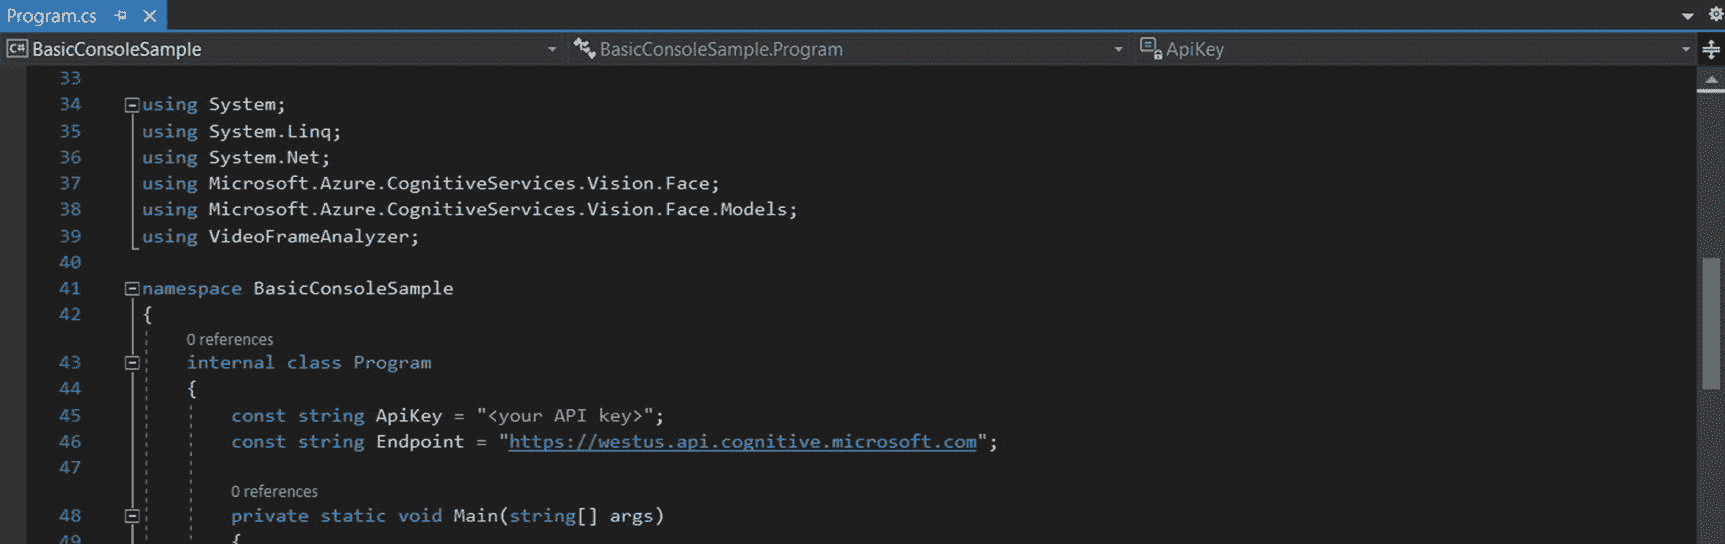 Program.cs
C# BasicConsoleSample BasicConsoleSample.Program ApiKey
33
34 using System;
35 using System.Linq;
36 using System.Net;
37 using Microsoft.Azure.CognitiveServices.Vision.Face;
38 using Microsoft.Azure.CognitiveServices.Vision.Face.Models;
39 using VideoFrameAnalyzer;
40
41 namespace BasicConsoleSample
42 {
0 references
43 internal class Program
44 {
45 const string ApiKey = "<your API key>";
46 const string Endpoint = "https://westus.api.cognitive.microsoft.com";
47
0 references
48 private static void Main(string[] args)
49 {